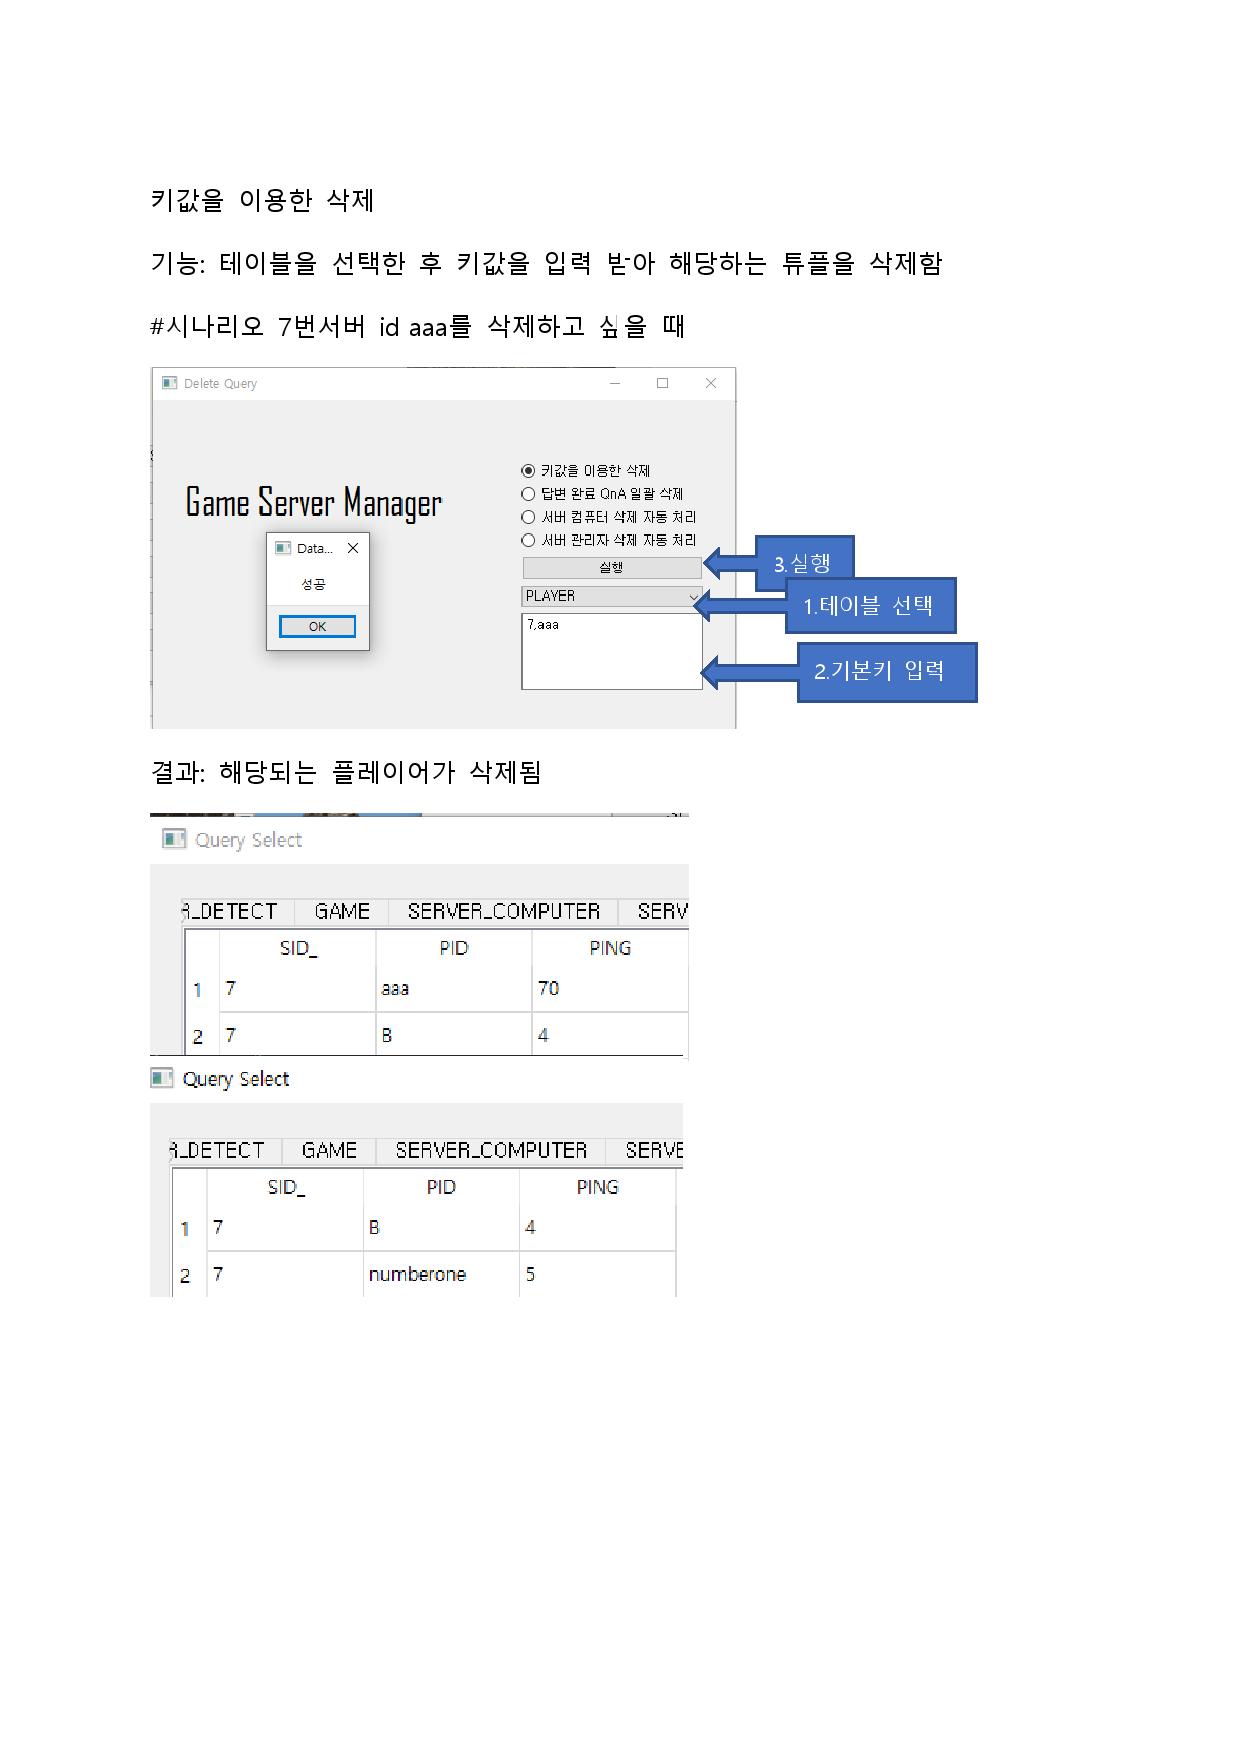 키값을 이용한 삭제
기능: 테이블을 선택한 후 키값을 입력 받아 해당하는 튜플을 삭제함
#시나리오 7번서버 id aaa를 삭제하고 싶을 때
Delete Query
키값을 이용한 삭제
답변 완료 QnA 일괄 삭제
서버 컴퓨터 삭제 자동 처리
서버 관리자 삭제 자동 처리
Game Server Manager
Data...
성공
OK
실행
PLAYER
7,aaa
3.실행
1.테이블 선택
2.기본키 입력
결과: 해당되는 플레이어가 삭제됨
Query Select
R_DETECT GAME SERVER_COMPUTER SERV
SID_ PID PING
1 7 aaa 70
2 7 B 4
Query Select
R_DETECT GAME SERVER_COMPUTER SERVE
SID_ PID PING
1 7 B 4
2 7 numberone 5